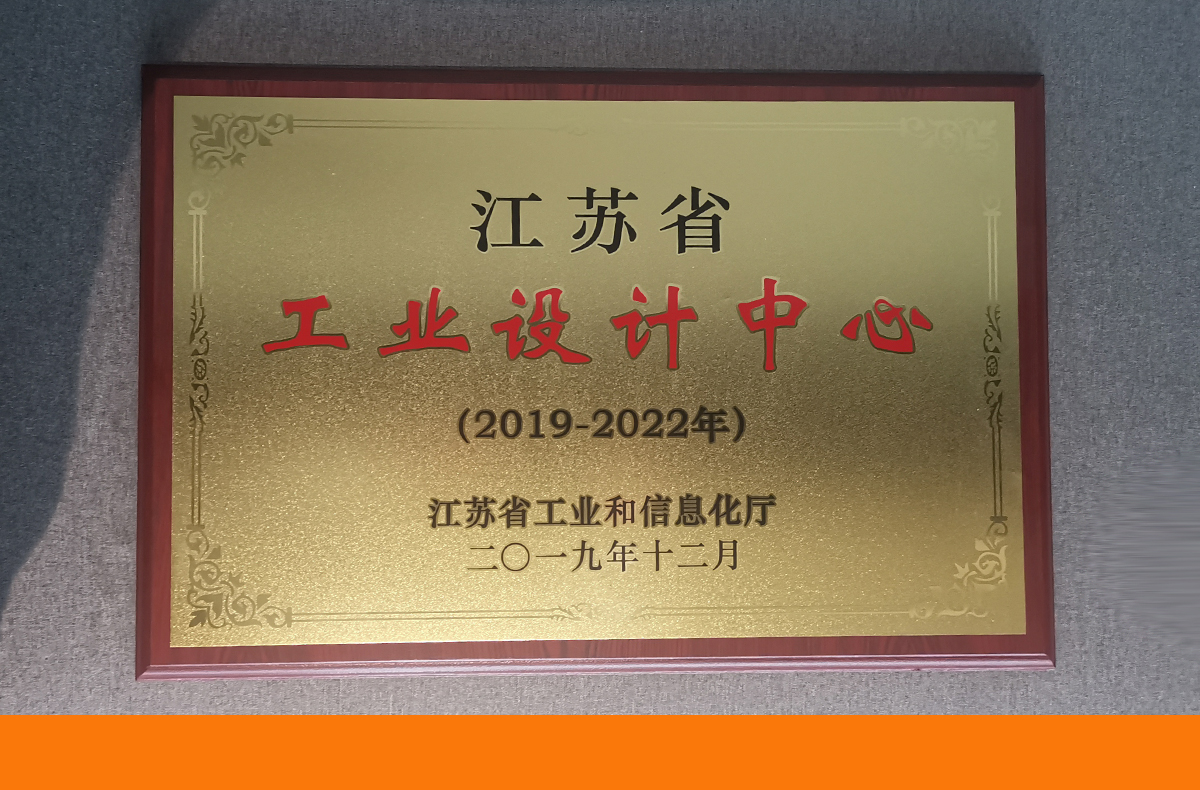 江苏省
工业设计中心
(2019-2022年)
江苏省工业和信息化厅
二〇一九年十二月